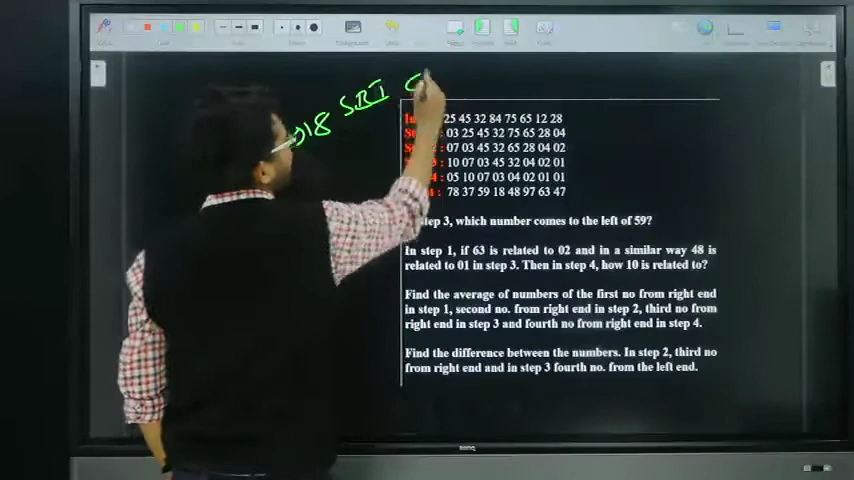 018 SBI C
25 45 32 84 75 65 12 28
: 03 25 45 32 75 65 28 04
: 07 03 45 32 65 28 04 02
10 07 03 45 32 04 02 01
: 05 10 07 03 04 02 01 01
: 78 37 59 18 48 97 63 47
step 3, which number comes to the left of 59?
In step 1, if 63 is related to 02 and in a similar way 48 is
related to 01 in step 3. Then in step 4, how 10 is related to?
Find the average of numbers of the first no from right end
in step 1, second no. from right end in step 2, third no from
right end in step 3 and fourth no from right end in step 4.
Find the difference between the numbers. In step 2, third no
from right end and in step 3 fourth no. from the left end.